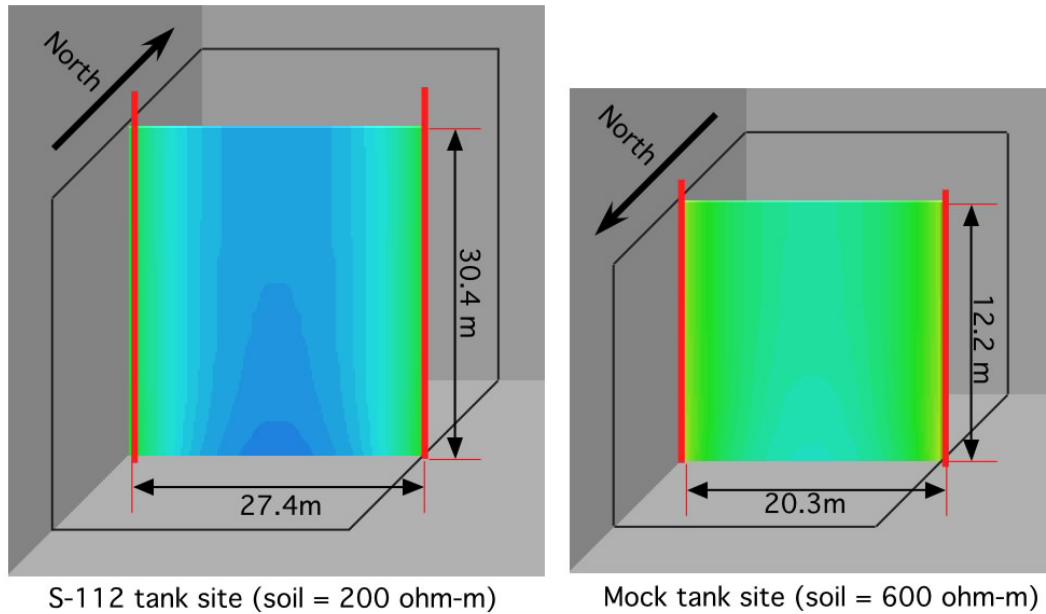 North
30.4 m
27.4m
S-112 tank site (soil = 200 ohm-m)
North
12.2 m
20.3m
Mock tank site (soil = 600 ohm-m)